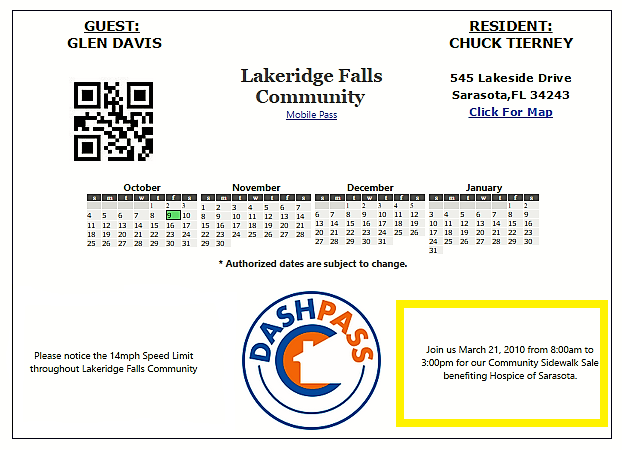 GUEST:
GLEN DAVIS
RESIDENT:
CHUCK TIERNEY
Lakeridge Falls
Community
Mobile Pass
545 Lakeside Drive
Sarasota,FL 34243
Click For Map
October
s m t w t f s
1 2 3
4 5 6 7 8 9 10
11 12 13 14 15 16 17
18 19 20 21 22 23 24
25 26 27 28 29 30 31
November
s m t w t f s
1 2 3 4 5 6 7
8 9 10 11 12 13 14
15 16 17 18 19 20 21
22 23 24 25 26 27 28
29 30
December
s m t w t f s
1 2 3 4 5
6 7 8 9 10 11 12
13 14 15 16 17 18 19
20 21 22 23 24 25 26
27 28 29 30 31
January
s m t w t f s
1 2
3 4 5 6 7 8 9
10 11 12 13 14 15 16
17 18 19 20 21 22 23
24 25 26 27 28 29 30
31
* Authorized dates are subject to change.
Please notice the 14mph Speed Limit
throughout Lakeridge Falls Community
DASHPASS
Join us March 21, 2010 from 8:00am to
3:00pm for our Community Sidewalk Sale
benefiting Hospice of Sarasota.